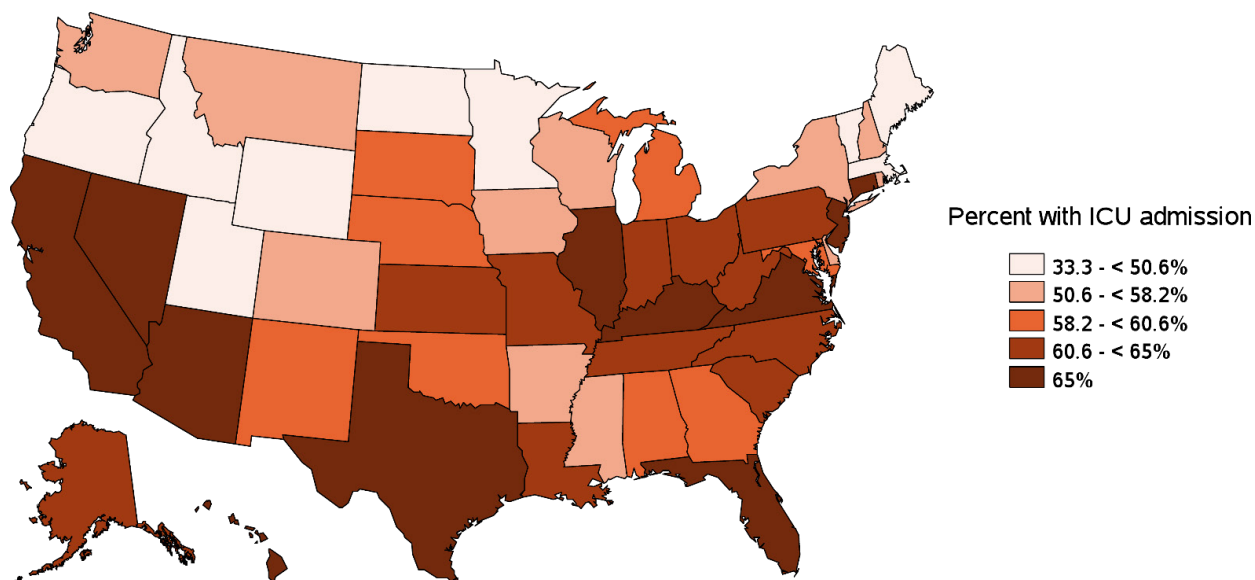 Percent with ICU admission
33.3 - < 50.6%
50.6 - < 58.2%
58.2 - < 60.6%
60.6 - < 65%
65%